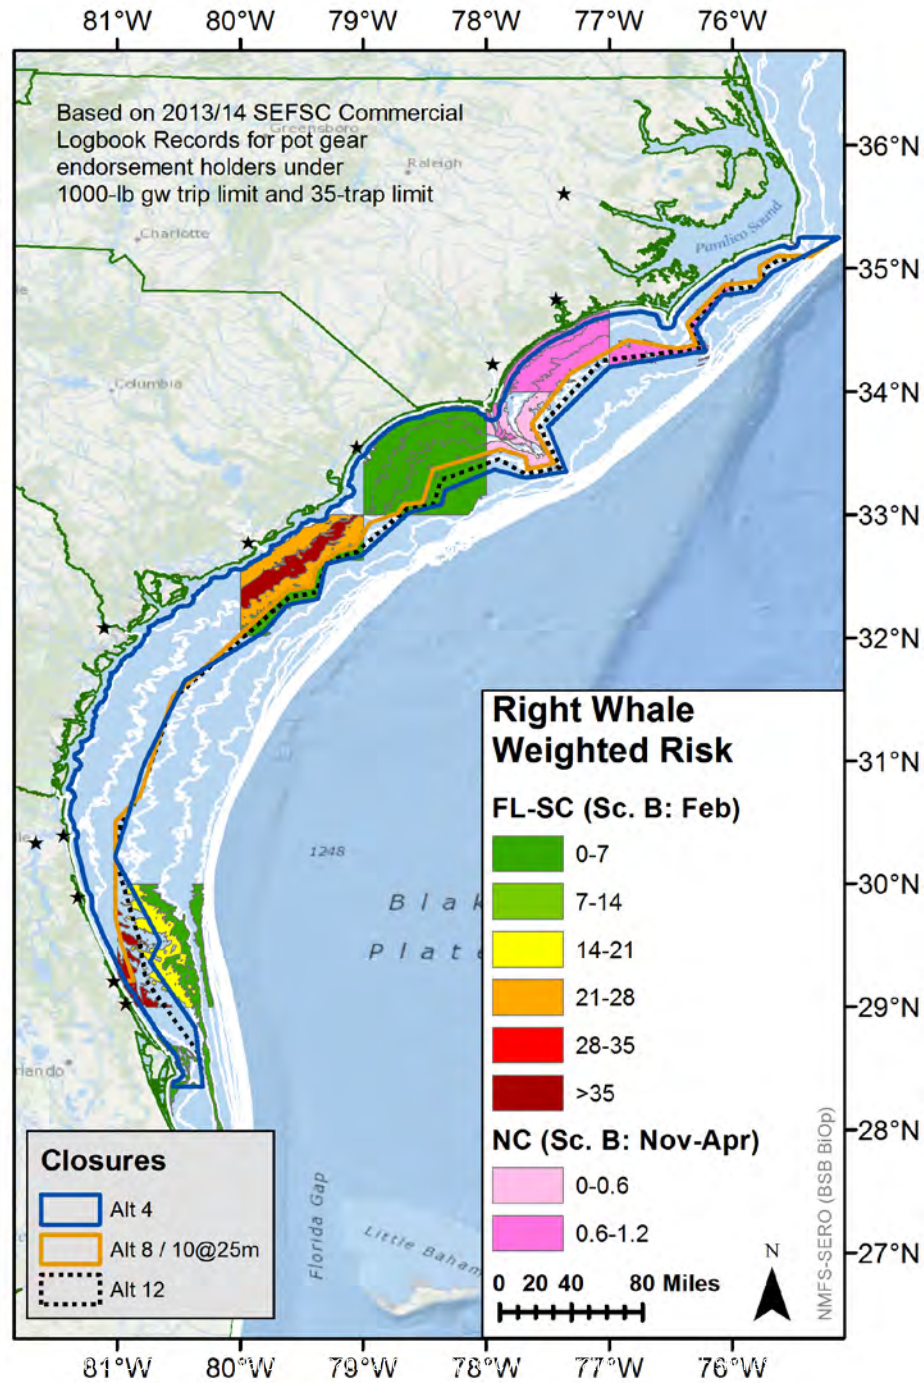 81°W 80°W 79°W 78°W 77°W 76°W
Based on 2013/14 SEFSC Commercial
Logbook Records for pot gear
endorsement holders under
1000-lb gw trip limit and 35-trap limit
Greensboro
Raleigh
Charlotte
Columbia
Pamlico Sound
36°N
35°N
34°N
33°N
32°N
31°N
30°N
29°N
28°N
27°N
1248
Blak
Plate
rlando
Florida Gap
Little Baham
Right Whale
Weighted Risk
FL-SC (Sc. B: Feb)
0-7
7-14
14-21
21-28
28-35
>35
NC (Sc. B: Nov-Apr)
0-0.6
0.6-1.2
0 20 40 80 Miles
N
NMFS-SERO (BSB BiOp)
Closures
Alt 4
Alt 8 / 10@25m
Alt 12
81°W 80°W 79°W 78°W 77°W 76°W